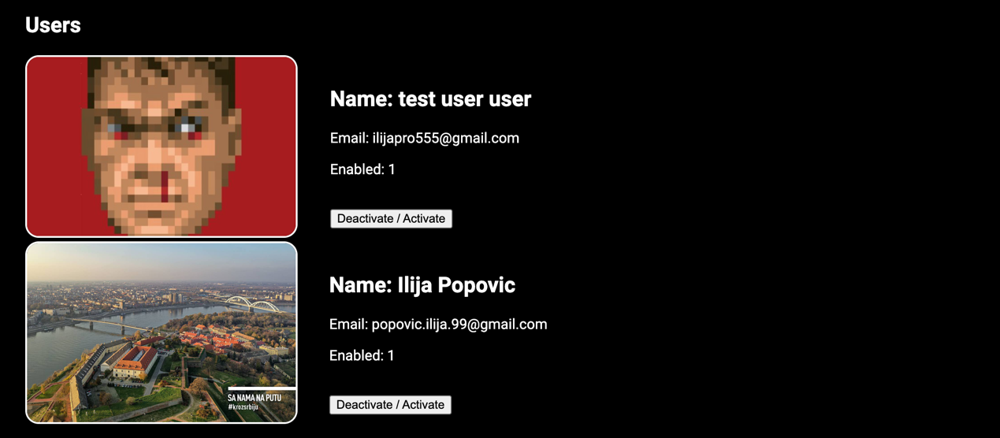 Users
Name: test user user
Email: ilijapro555@gmail.com
Enabled: 1
Deactivate / Activate
Name: Ilija Popovic
Email: popovic.ilija.99@gmail.com
Enabled: 1
SA NAMA NA PUTU
#krozsrbiju
Deactivate / Activate